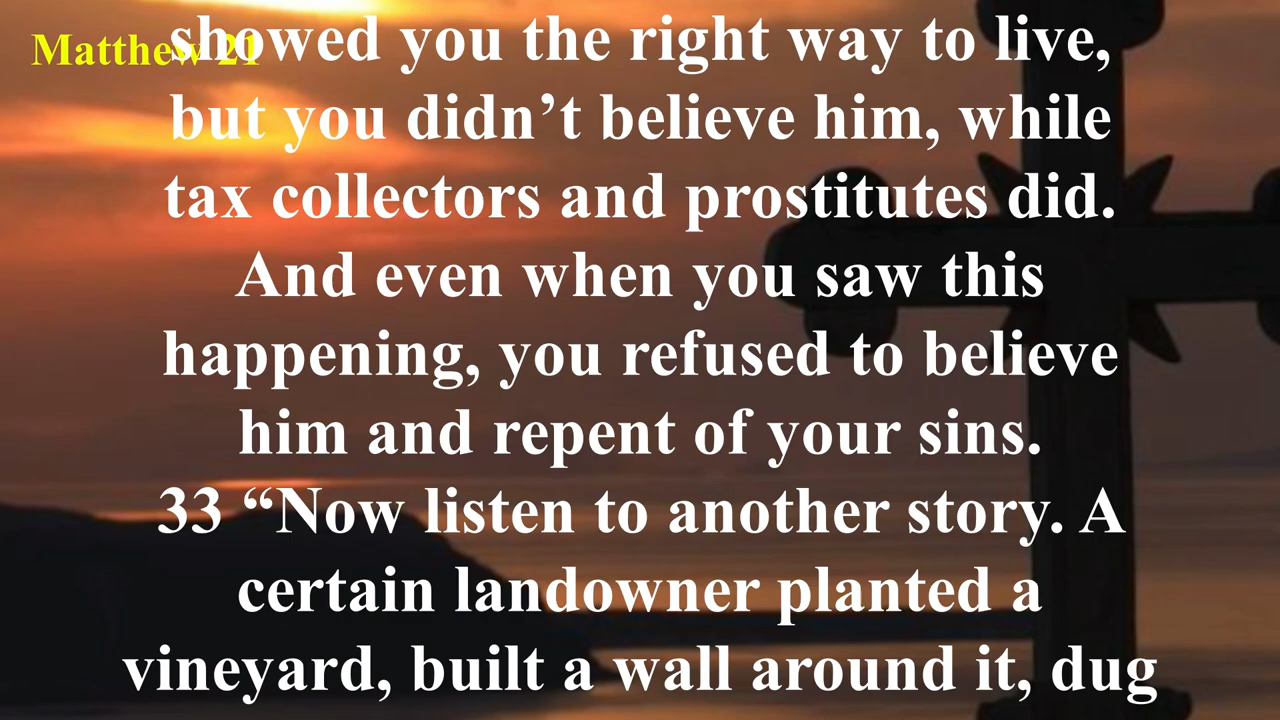 Matthew 21
showed you the right way to live,
but you didn’t believe him, while
tax collectors and prostitutes did.
And even when you saw this
happening, you refused to believe
him and repent of your sins.
33 “Now listen to another story. A
certain landowner planted a
vineyard, built a wall around it, dug